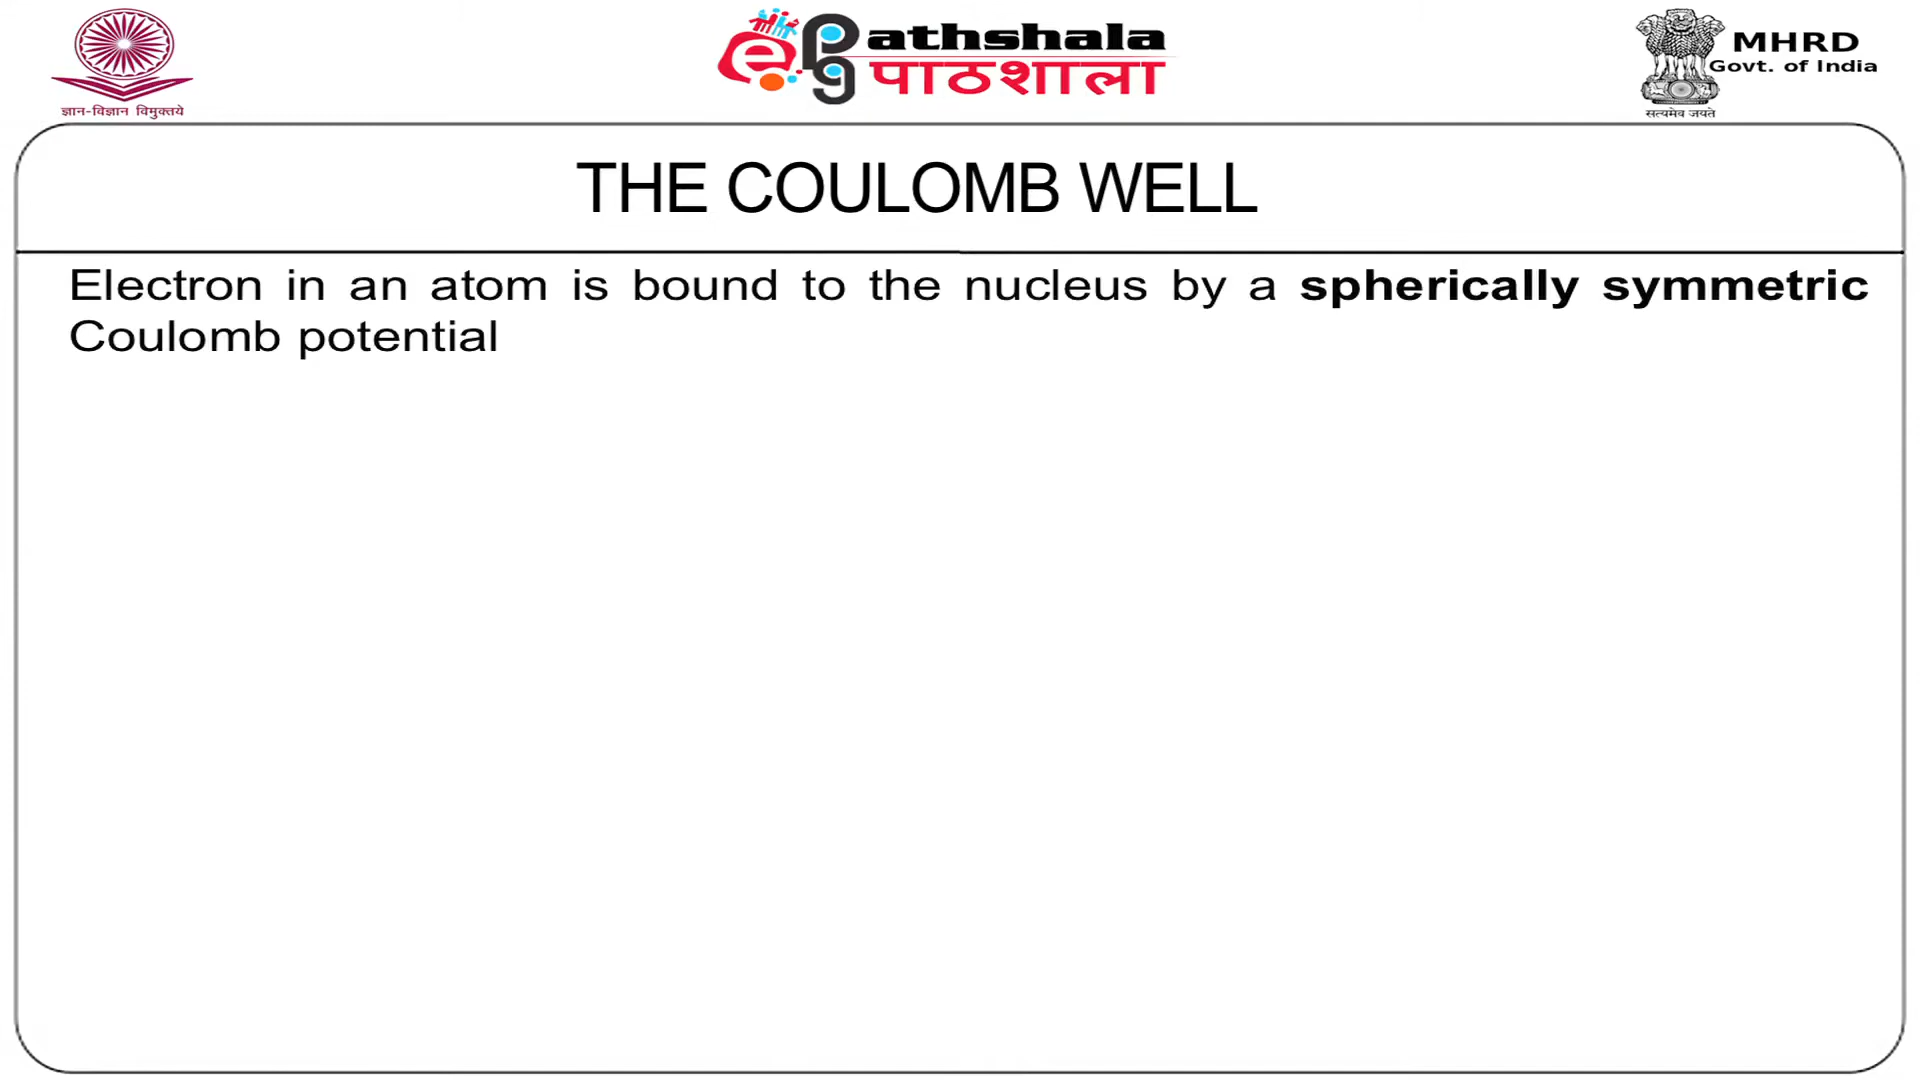 ज्ञान-विज्ञान विमुक्तये
e
pg
athshala
पाठशाला
MHRD
Govt. of India
सत्यमेव जयते
THE COULOMB WELL
Electron in an atom is bound to the nucleus by a spherically symmetric
Coulomb potential